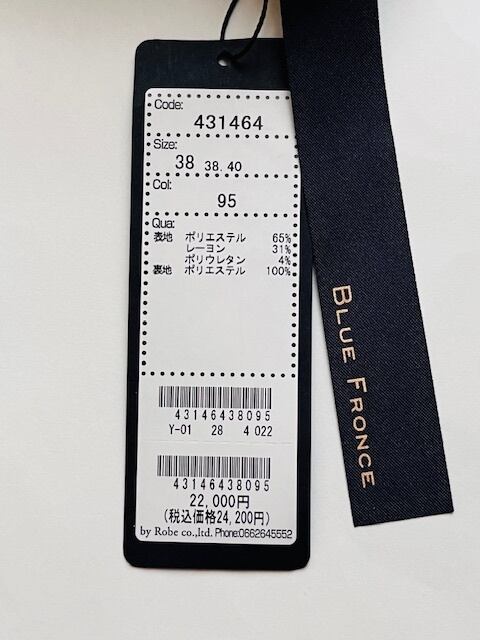 Code:
431464
Size:
38 38.40
Col:
95
Qua:
表地 ポリエステル 65%
レーヨン 31%
ポリウレタン 4%
裏地 ポリエステル 100%
43146438095
Y-01 28 4 022
43146438095
22,000円
(税込価格24,200円)
by Robe co.,ltd. Phone:0662645552
BLUE FRONCE